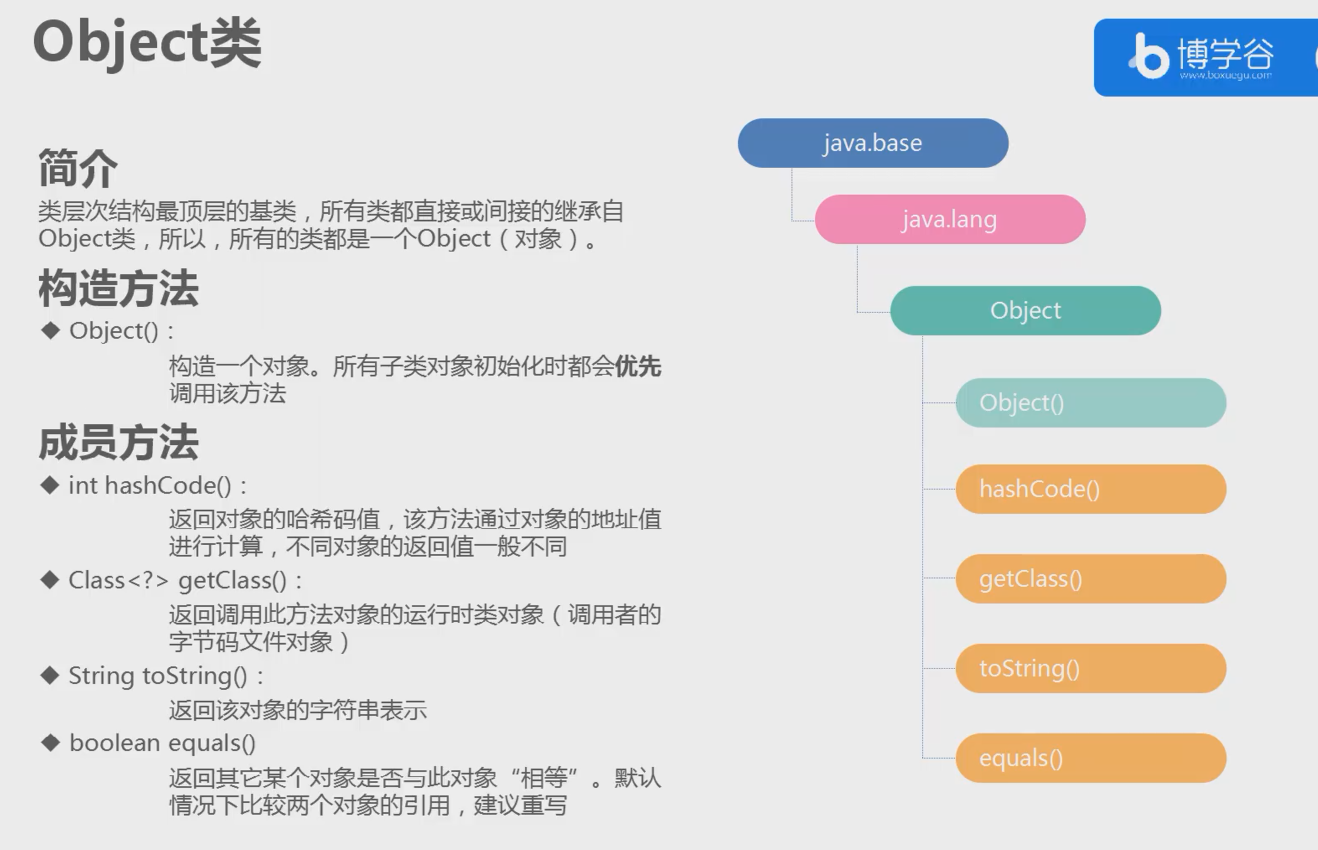 Object类
博学谷
www.boxuegu.com
简介
类层次结构最顶层的基类，所有类都直接或间接的继承自
Object类，所以，所有的类都是一个Object（对象）。
构造方法
◆ Object()：
构造一个对象。所有子类对象初始化时都会优先
调用该方法
成员方法
◆ int hashCode()：
返回对象的哈希码值，该方法通过对象的地址值
进行计算，不同对象的返回值一般不同
◆ Class<?> getClass()：
返回调用此方法对象的运行时类对象（调用者的
字节码文件对象）
◆ String toString()：
返回该对象的字符串表示
◆ boolean equals()
返回其它某个对象是否与此对象“相等”。默认
情况下比较两个对象的引用，建议重写
java.base
java.lang
Object
Object()
hashCode()
getClass()
toString()
equals()